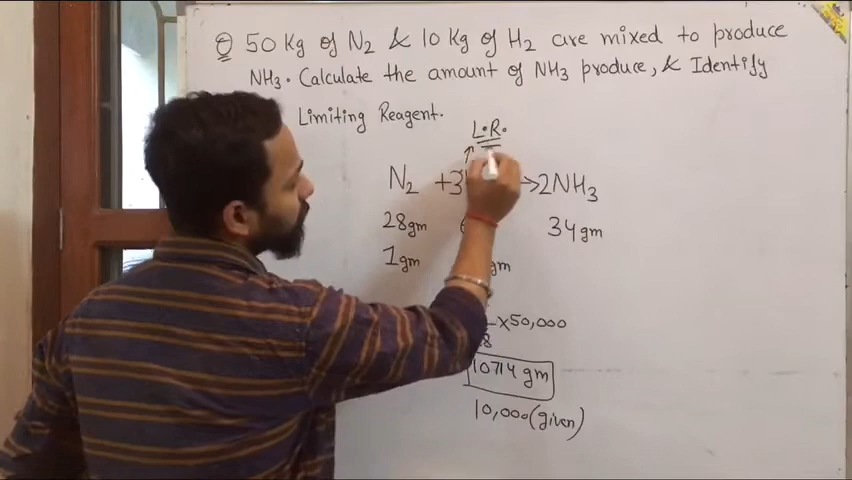 Q 50 Kg of N2 & 10 Kg of H2 are mixed to produce
NH3. Calculate the amount of NH3 produce, & Identify
Limiting Reagent.
L.R.
N2 +3 → 2NH3
28gm 34gm
1gm gm
x50,000
10714 gm
10,000 (given)